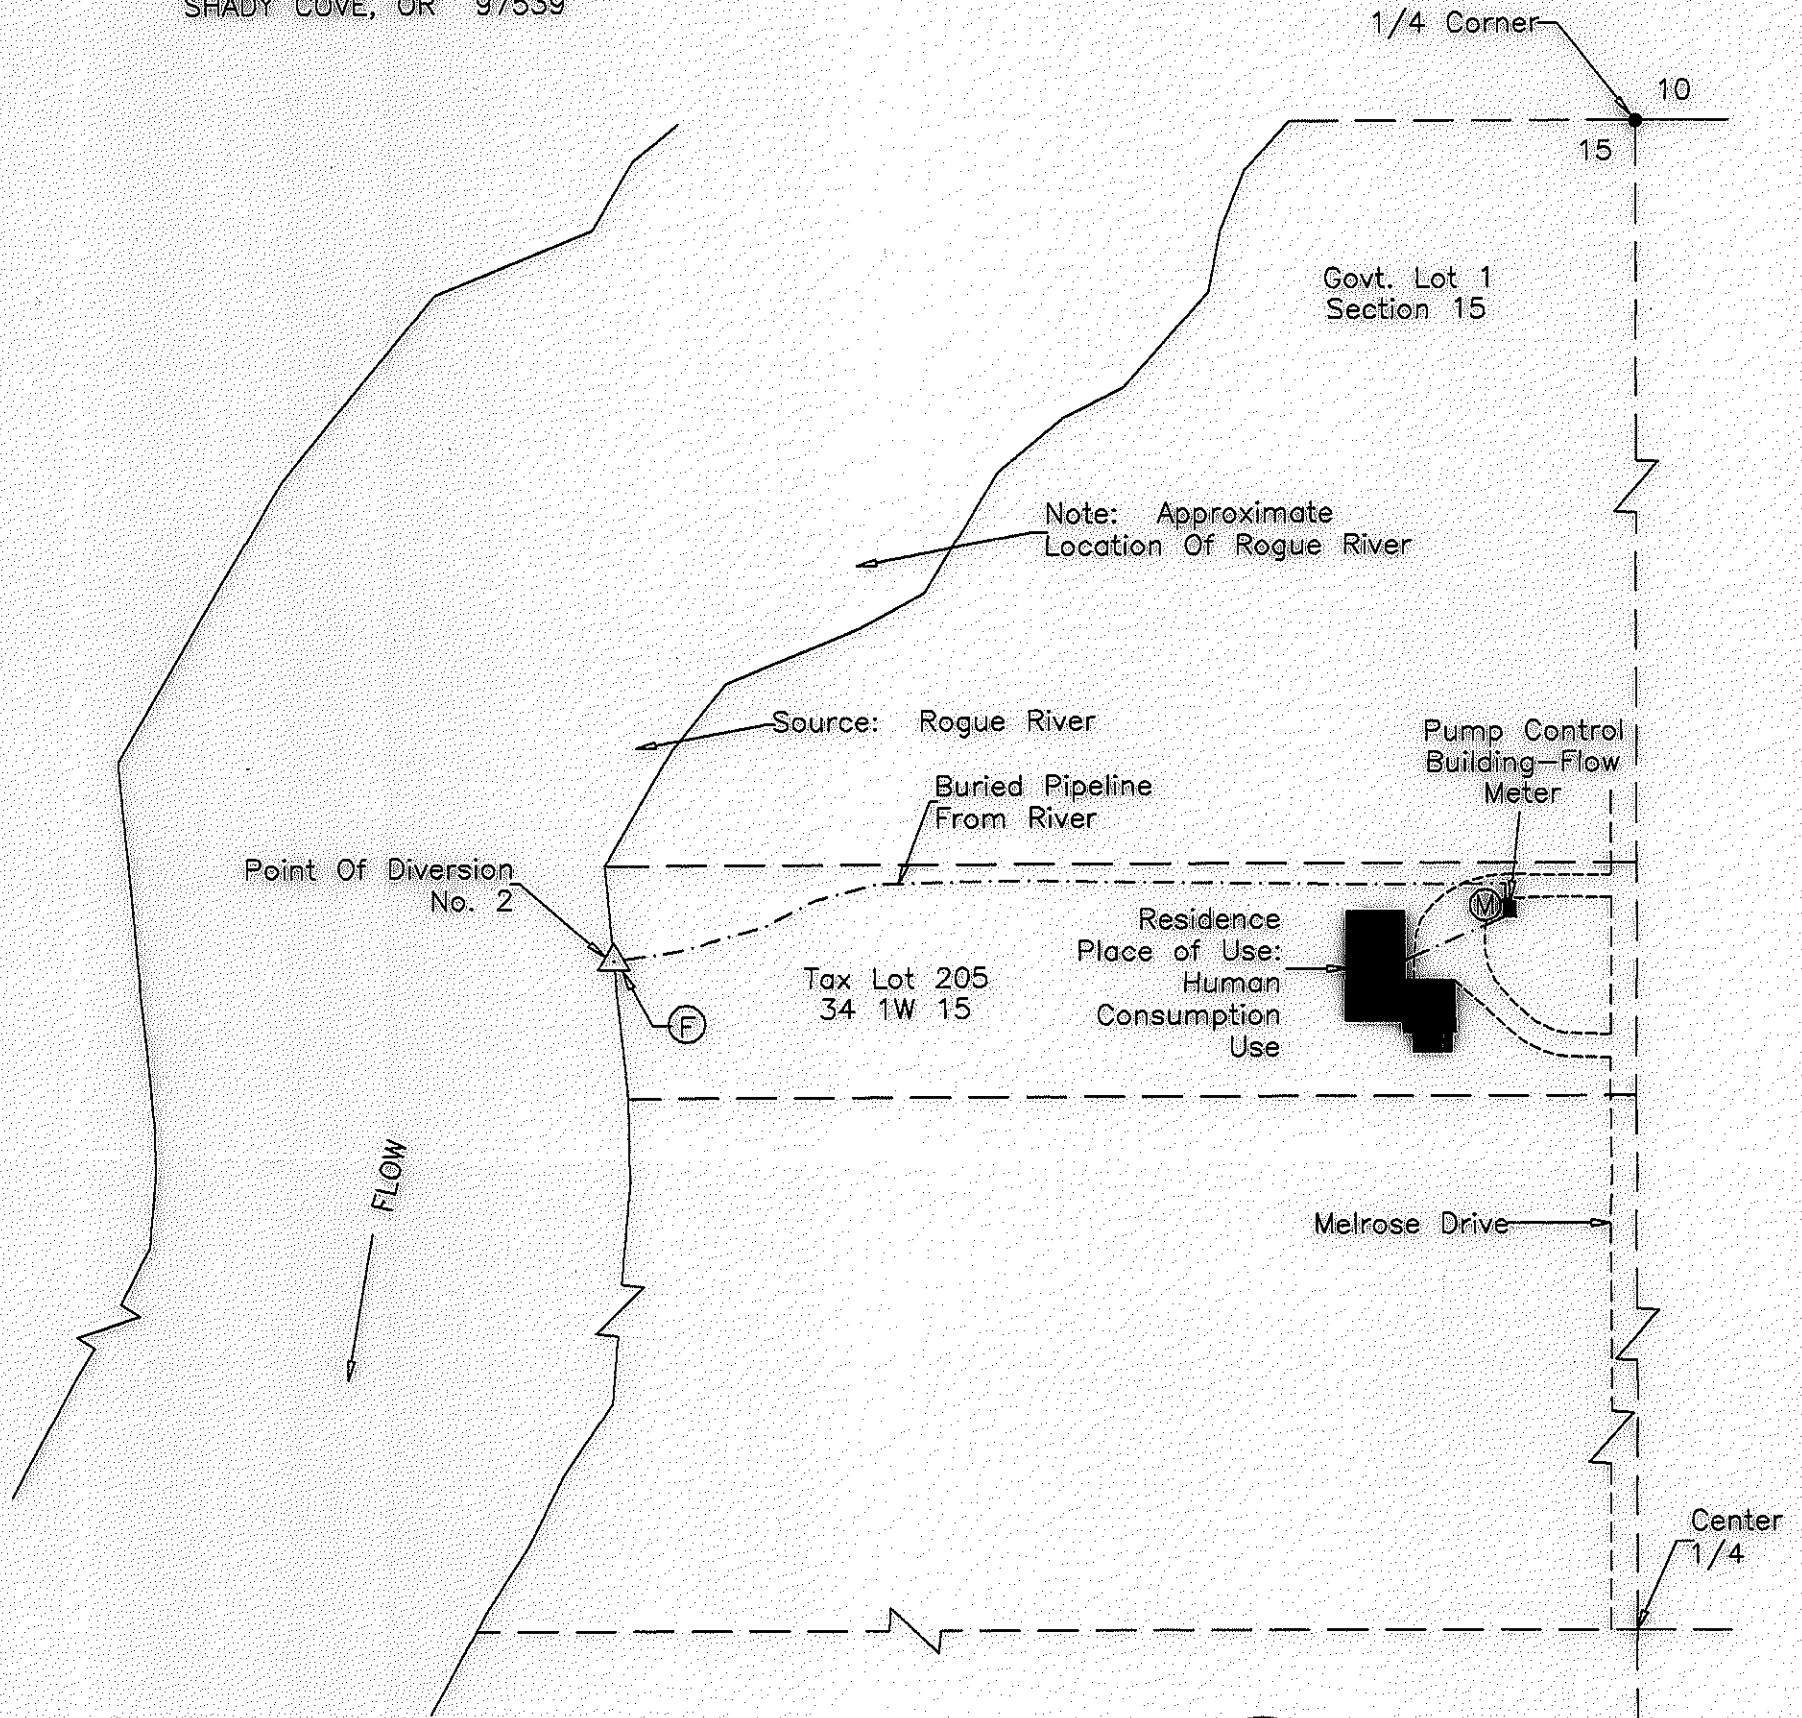 SHADY COVE, OR 97539
1/4 Corner
10
15
Govt. Lot 1
Section 15
Note: Approximate
Location Of Rogue River
Source: Rogue River
Pump Control
Building-Flow
Meter
Buried Pipeline
From River
Point Of Diversion
No. 2
M
Residence
Place of Use:
Human
Consumption
Use
Tax Lot 205
34 1W 15
F
FLOW
Melrose Drive
Center
1/4